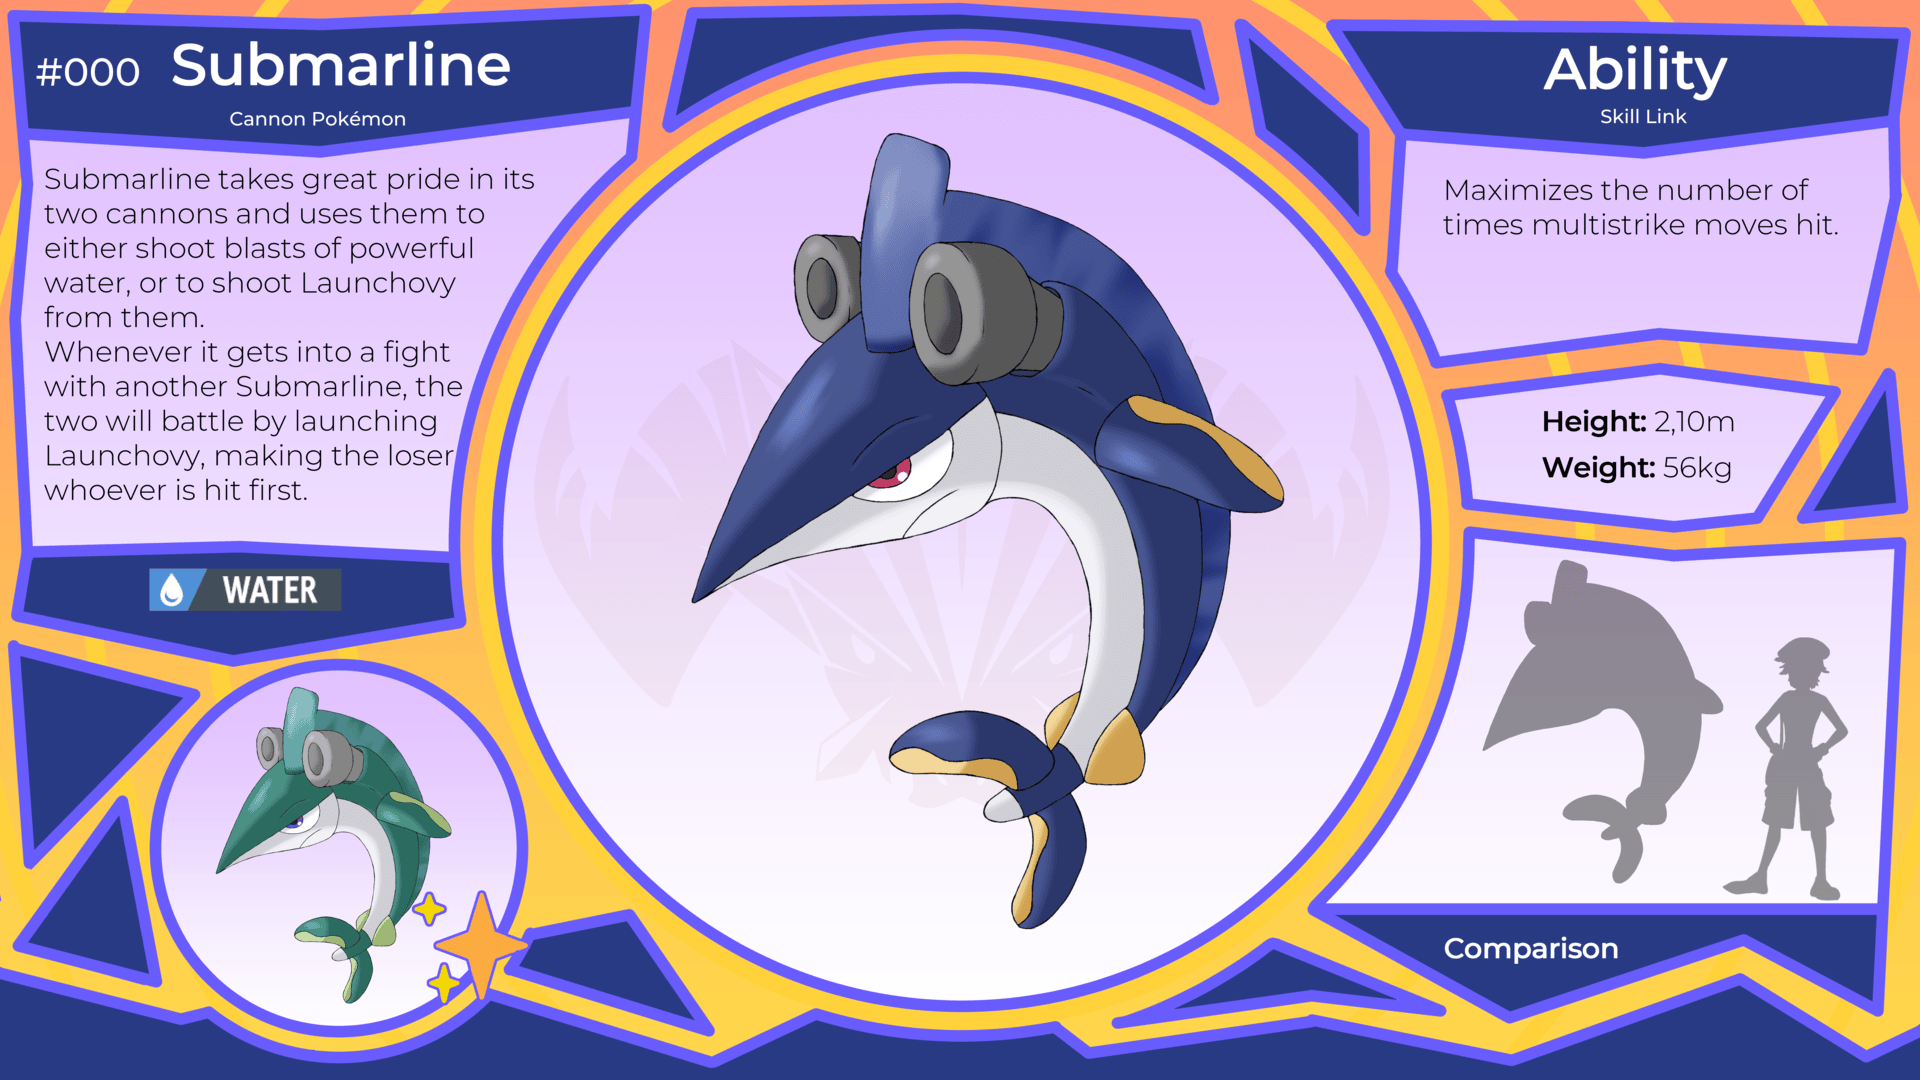 #000 Submarline
Cannon Pokémon
Submarline takes great pride in its
two cannons and uses them to
either shoot blasts of powerful
water, or to shoot Launchovy
from them.
Whenever it gets into a fight
with another Submarline, the
two will battle by launching
Launchovy, making the loser
whoever is hit first.
WATER
Ability
Skill Link
Maximizes the number of
times multistrike moves hit.
Height: 2,10m
Weight: 56kg
Comparison